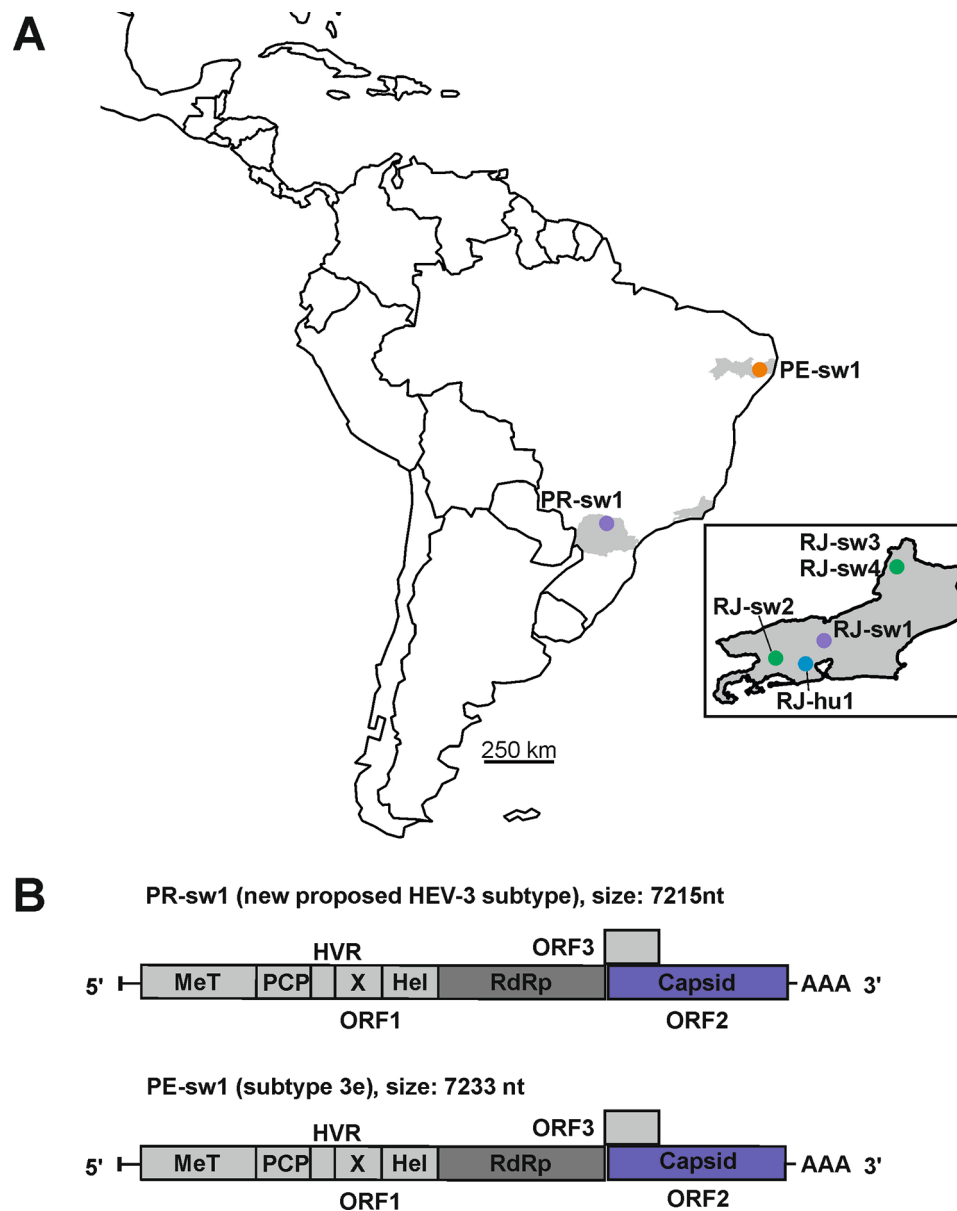 A
PE-sw1
PR-sw1
RJ-sw3
RJ-sw4
RJ-sw2
RJ-sw1
RJ-hu1
250 km
B
PR-sw1 (new proposed HEV-3 subtype), size: 7215nt
HVR
ORF3
5' MeT PCP X Hel RdRp Capsid AAA 3'
ORF1 ORF2
PE-sw1 (subtype 3e), size: 7233 nt
HVR
ORF3
5' MeT PCP X Hel RdRp Capsid AAA 3'
ORF1 ORF2